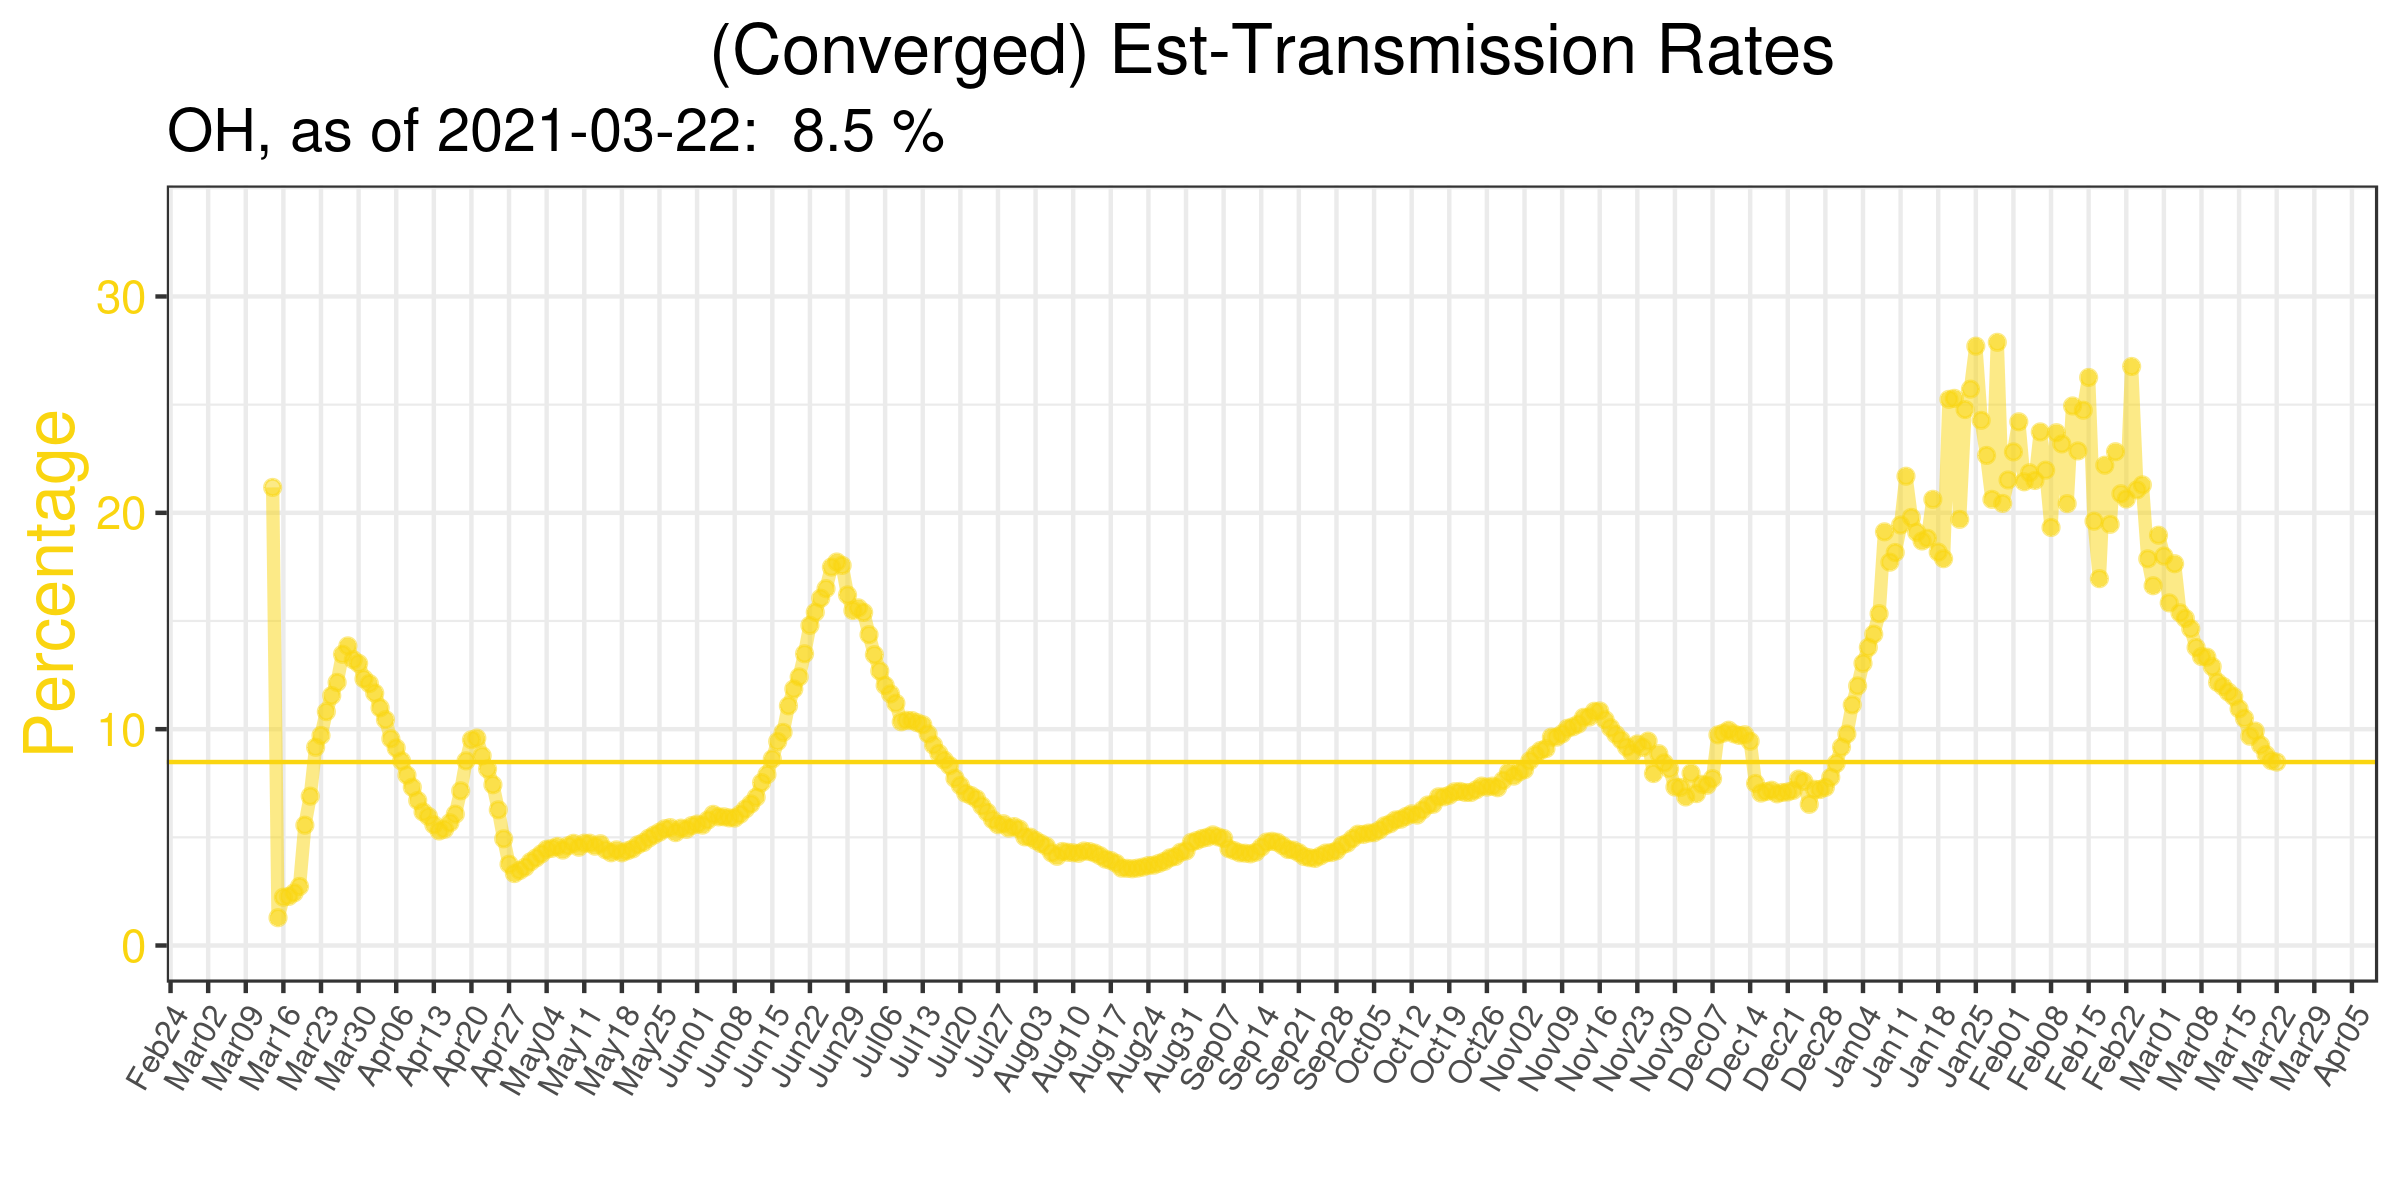 (Converged) Est-Transmission Rates
OH, as of 2021-03-22:  8.5 %
Percentage
30
20
10
0
Feb24
Mar02
Mar09
Mar16
Mar23
Mar30
Apr06
Apr13
Apr20
Apr27
May04
May11
May18
May25
Jun01
Jun08
Jun15
Jun22
Jun29
Jul06
Jul13
Jul20
Jul27
Aug03
Aug10
Aug17
Aug24
Aug31
Sep07
Sep14
Sep21
Sep28
Oct05
Oct12
Oct19
Oct26
Nov02
Nov09
Nov16
Nov23
Nov30
Dec07
Dec14
Dec21
Dec28
Jan04
Jan11
Jan18
Jan25
Feb01
Feb08
Feb15
Feb22
Mar01
Mar08
Mar15
Mar22
Mar29
Apr05